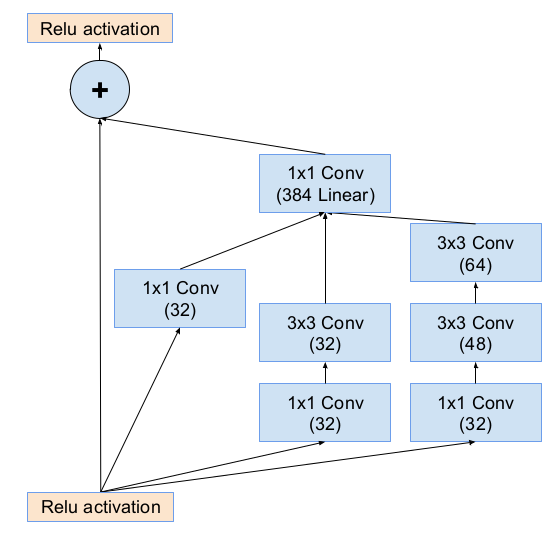 Relu activation
+
1x1 Conv
(384 Linear)
3x3 Conv
(64)
1x1 Conv
(32)
3x3 Conv
(32)
3x3 Conv
(48)
1x1 Conv
(32)
1x1 Conv
(32)
Relu activation